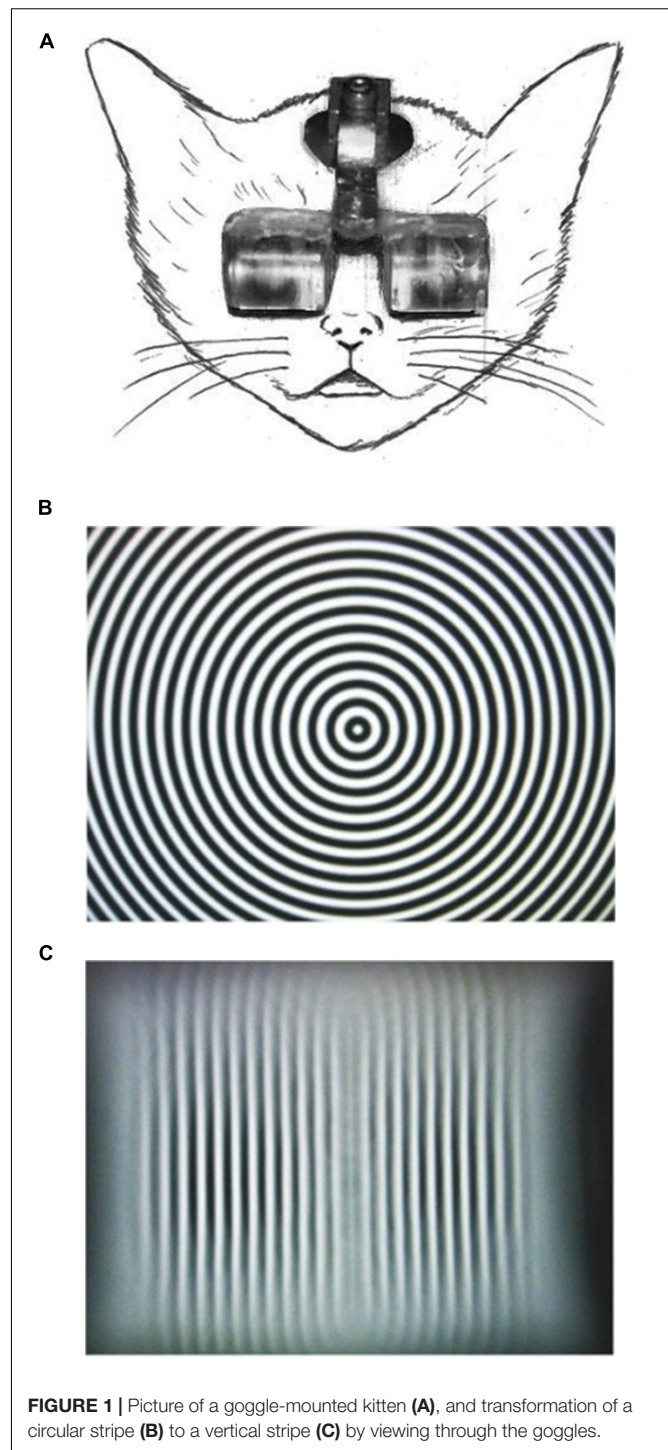 A
B
C
FIGURE 1 | Picture of a goggle-mounted kitten (A), and transformation of a
circular stripe (B) to a vertical stripe (C) by viewing through the goggles.